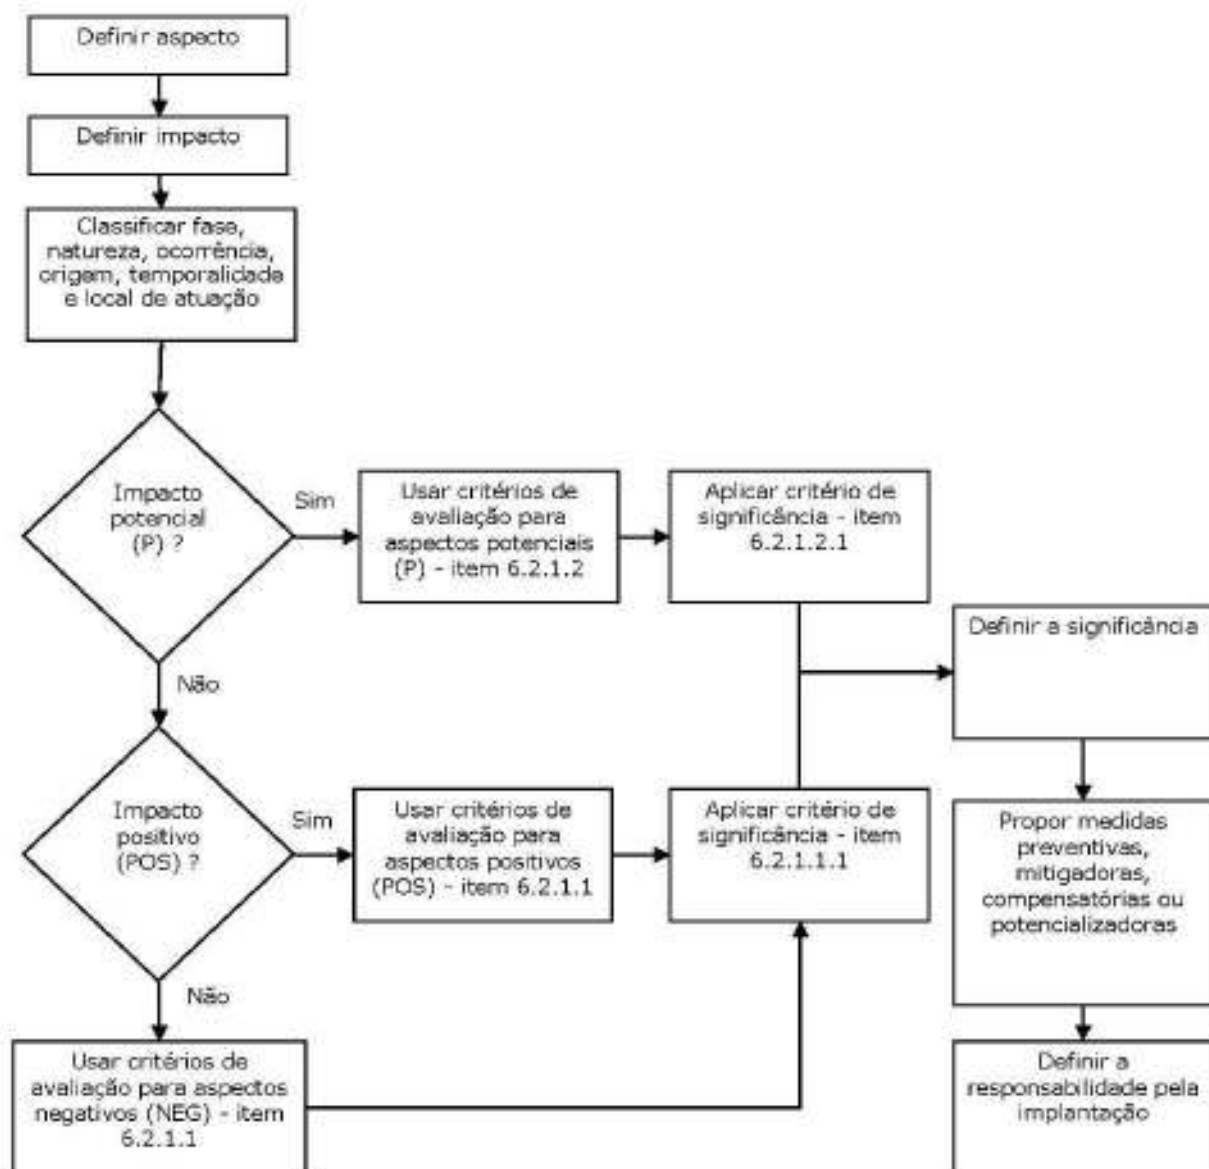 Definir aspecto
Definir impacto
Classificar fase,
natureza, ocorrência,
origem, temporalidade
e local de atuação
Impacto
potencial
(P) ?
Sim
Usar critérios de
avaliação para
aspectos potenciais
(P) - item 6.2.1.2
Aplicar critério de
significância - item
6.2.1.2.1
Definir a significância
Não
Impacto
positivo
(POS) ?
Sim
Usar critérios de
avaliação para
aspectos positivos
(POS) - item 6.2.1.1
Aplicar critério de
significância - item
6.2.1.1.1
Propor medidas
preventivas,
mitigadoras,
compensatórias ou
potencializadoras
Não
Usar critérios de
avaliação para aspectos
negativos (NEG) - item
6.2.1.1
Definir a
responsabilidade pela
implantação